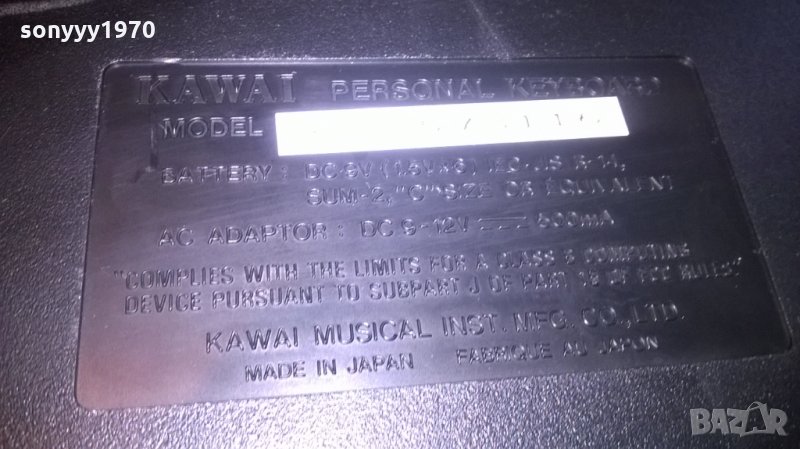 sonyyy1970
KAWAI PERSONAL KEYBOARD
MODEL
BATTERY : DC 9V (1.5V×6) IEC·JIS R-14,
SUM-2, "C" SIZE OR EQUIVALENT
AC ADAPTOR : DC 9-12V 500mA
"COMPLIES WITH THE LIMITS FOR A CLASS B COMPUTING
DEVICE PURSUANT TO SUBPART J OF PART 15 OF FCC RULES"
KAWAI MUSICAL INST. MFG. CO., LTD.
MADE IN JAPAN FABRIQUE AU JAPON
BAZAR